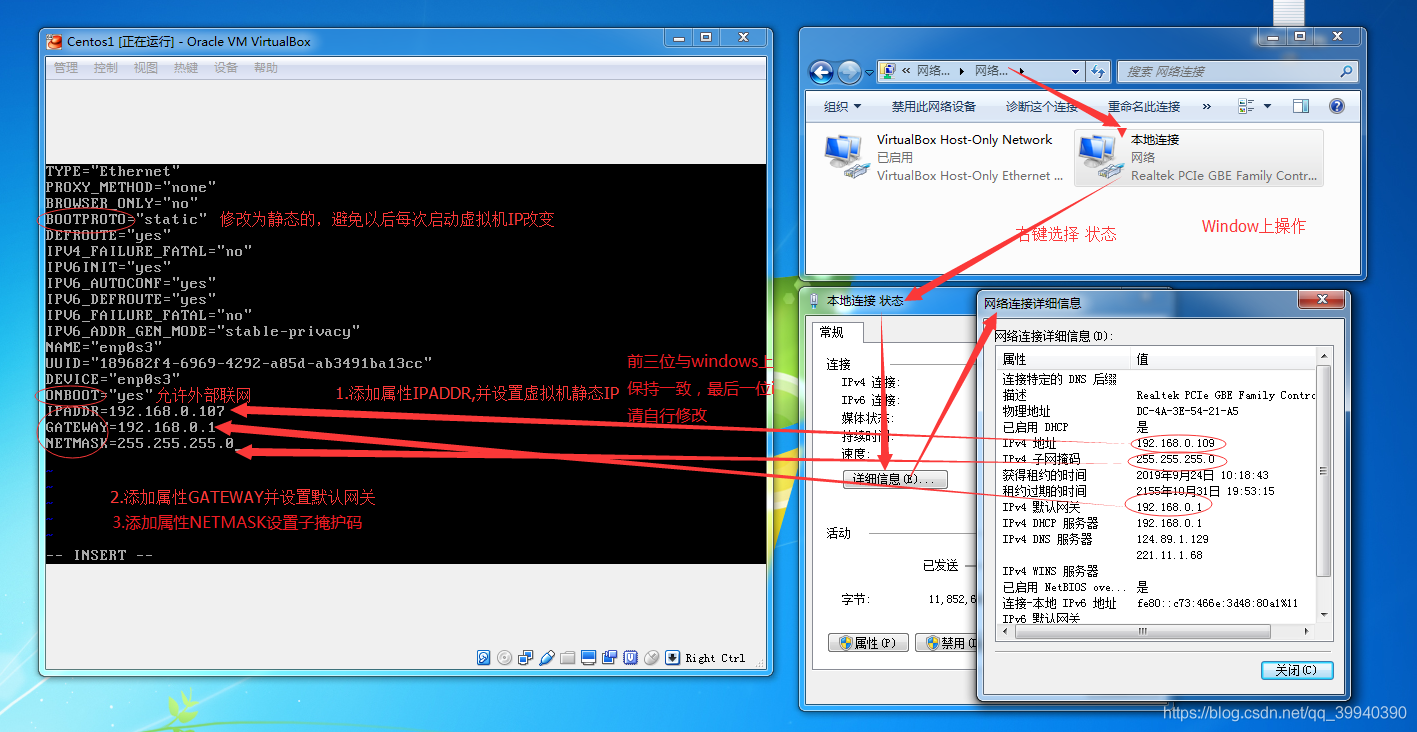 Centos1 [正在运行] - Oracle VM VirtualBox
管理 控制 视图 热键 设备 帮助
TYPE="Ethernet"
PROXY_METHOD="none"
BROWSER_ONLY="no"
BOOTPROTO="static" 修改为静态的，避免以后每次启动虚拟机IP改变
DEFROUTE="yes"
IPV4_FAILURE_FATAL="no"
IPV6INIT="yes"
IPV6_AUTOCONF="yes"
IPV6_DEFROUTE="yes"
IPV6_FAILURE_FATAL="no"
IPV6_ADDR_GEN_MODE="stable-privacy"
NAME="enp0s3"
UUID="189682f4-6969-4292-a85d-ab3491ba13cc"
DEVICE="enp0s3"
ONBOOT="yes" 允许外部联网
IPADDR=192.168.0.107
GATEWAY=192.168.0.1
NETMASK=255.255.255.0
1.添加属性IPADDR,并设置虚拟机静态IP
前三位与windows上
保持一致，最后一位
请自行修改
2.添加属性GATEWAY并设置默认网关
3.添加属性NETMASK设置子掩护码
-- INSERT --
Right Ctrl
« 网络... 网络...
搜索 网络连接
组织 禁用此网络设备 诊断这个连接 重命名此连接 »
VirtualBox Host-Only Network
已启用
VirtualBox Host-Only Ethernet ...
本地连接
网络
Realtek PCIe GBE Family Contr...
右键选择 状态
Window上操作
本地连接 状态
常规
连接
IPv4 连接:
IPv6 连接:
媒体状态:
持续时间:
速度:
详细信息(E)...
活动
已发送
字节:
11,852,6
属性(P)
禁用(D
网络连接详细信息
网络连接详细信息(D):
属性 值
连接特定的 DNS 后缀
描述 Realtek PCIe GBE Family Contro
物理地址 DC-4A-3E-54-21-A5
已启用 DHCP 是
IPv4 地址 192.168.0.109
IPv4 子网掩码 255.255.255.0
获得租约的时间 2019年9月24日 10:18:43
租约过期的时间 2155年10月31日 19:53:15
IPv4 默认网关 192.168.0.1
IPv4 DHCP 服务器 192.168.0.1
IPv4 DNS 服务器 124.89.1.129
221.11.1.68
IPv4 WINS 服务器
已启用 NetBIOS ove... 是
连接-本地 IPv6 地址 fe80::c73:466e:3d48:80a1%11
IPv6 默认网关
关闭(C)
https://blog.csdn.net/qq_39940390